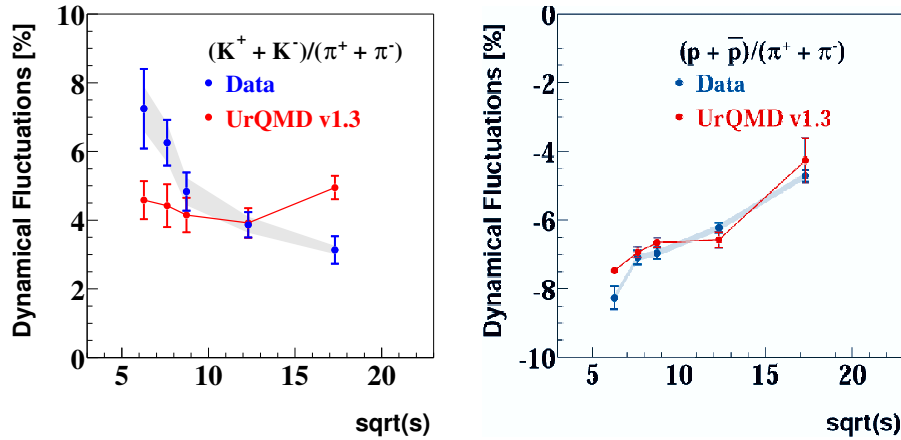 Dynamical Fluctuations [%]
10
8
6
4
2
0
(K⁺ + K⁻)/(π⁺ + π⁻)
Data
UrQMD v1.3
5 10 15 20
sqrt(s)
Dynamical Fluctuations [%]
-0
-2
-4
-6
-8
-10
(p + p̅)/(π⁺ + π⁻)
Data
UrQMD v1.3
5 10 15 20
sqrt(s)